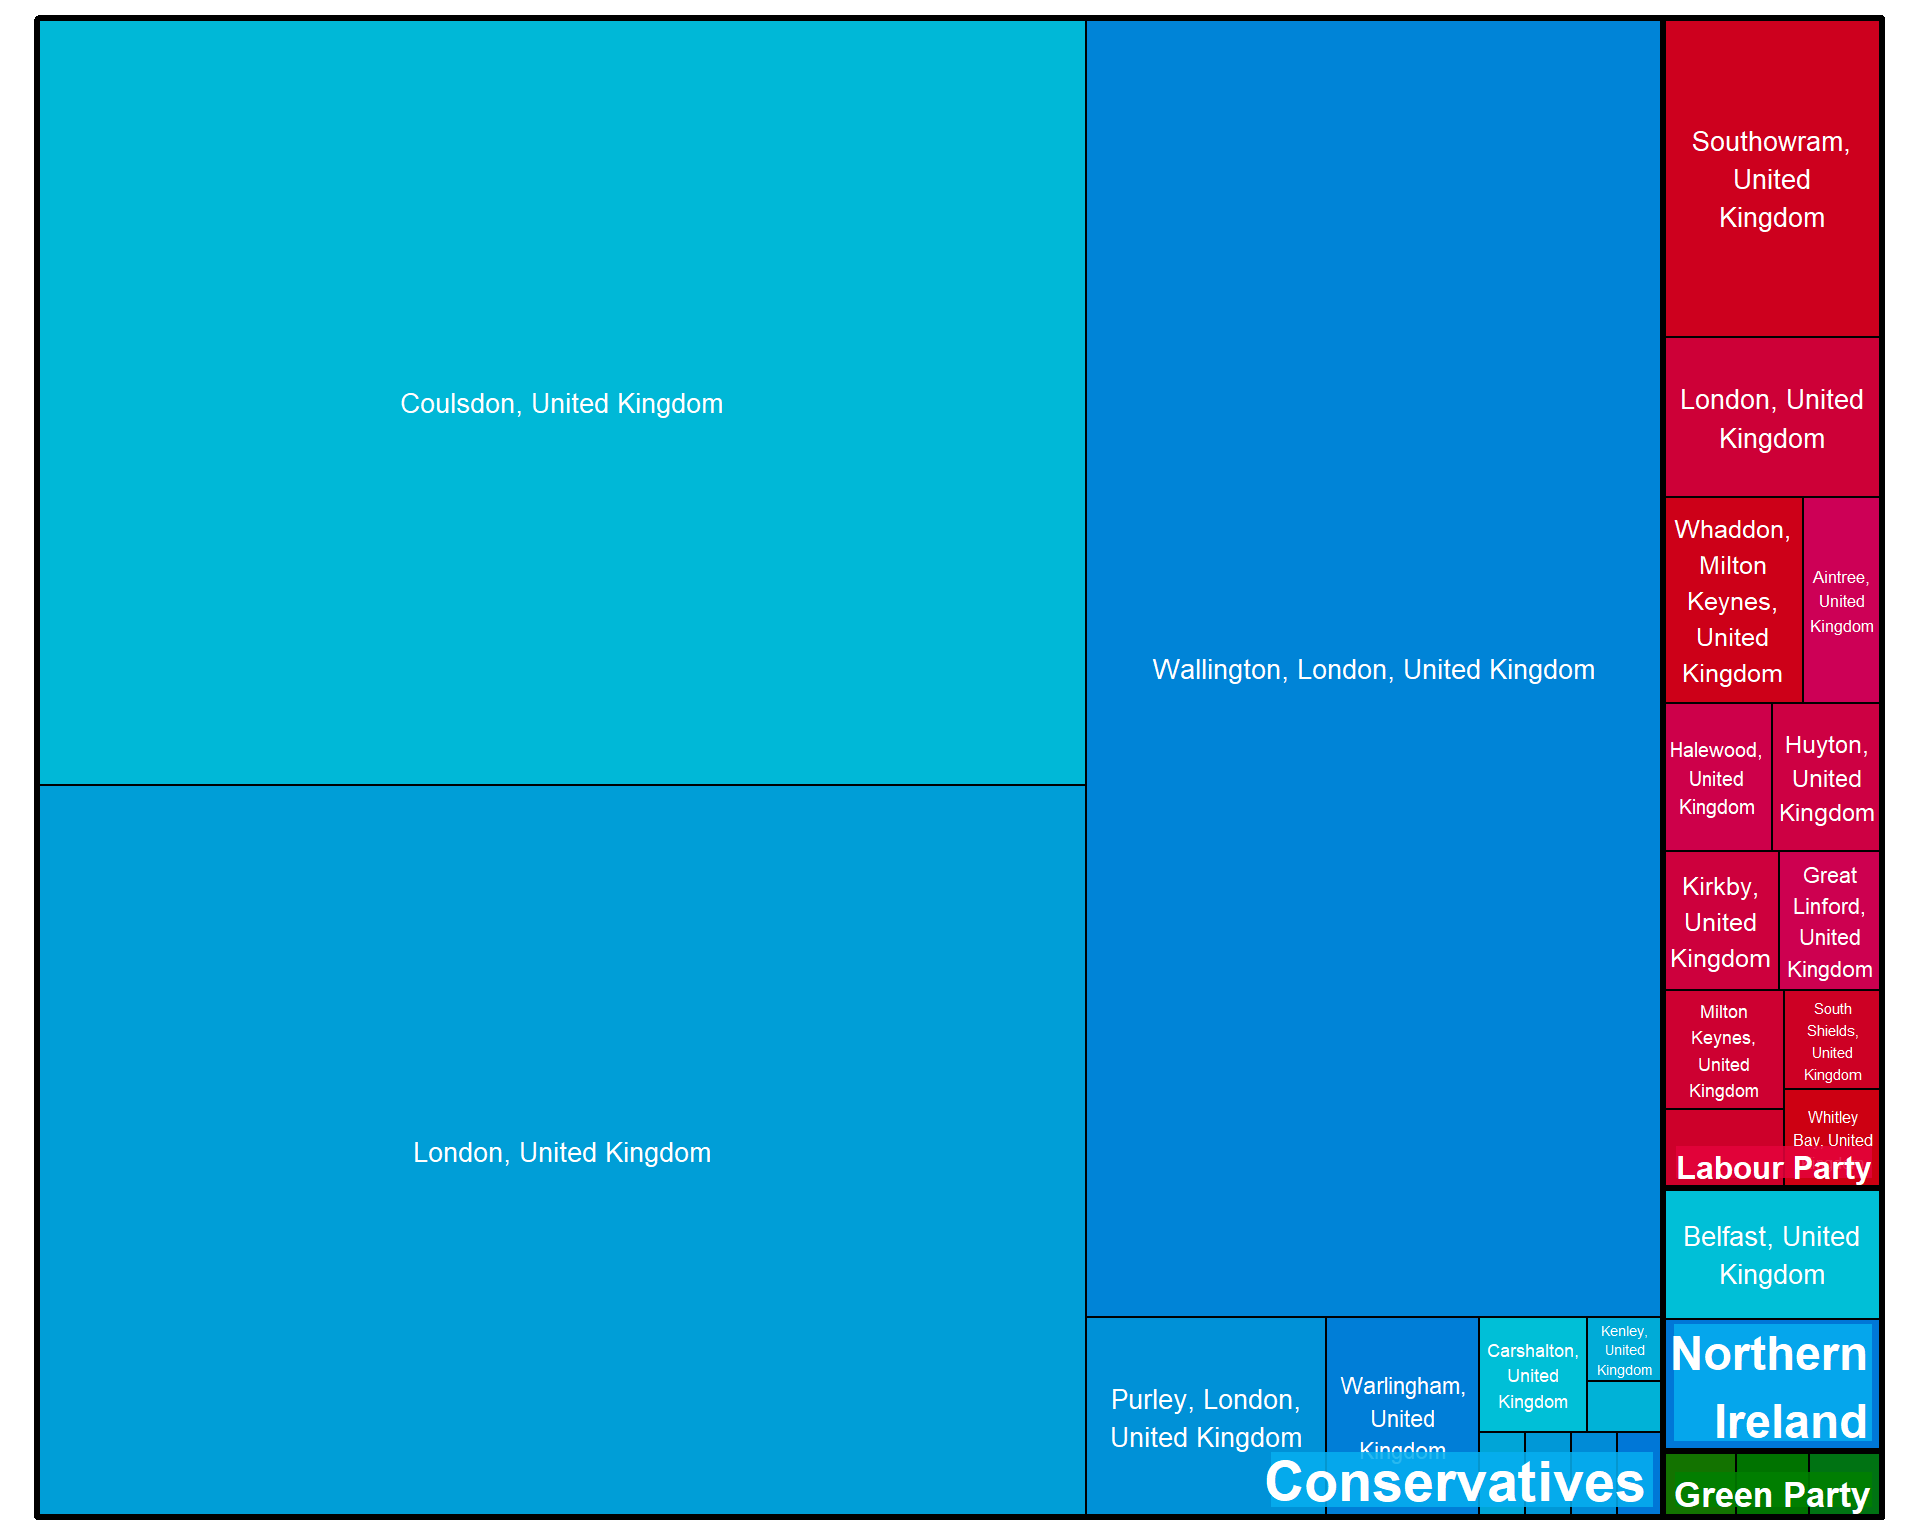 Coulsdon, United Kingdom
London, United Kingdom
Wallington, London, United Kingdom
Purley, London,
United Kingdom
Warlingham,
United
Kingdom
Carshalton,
United
Kingdom
Kenley,
United
Kingdom
Conservatives
Southowram,
United
Kingdom
London, United
Kingdom
Whaddon,
Milton
Keynes,
United
Kingdom
Aintree,
United
Kingdom
Halewood,
United
Kingdom
Huyton,
United
Kingdom
Kirkby,
United
Kingdom
Great
Linford,
United
Kingdom
Milton
Keynes,
United
Kingdom
South
Shields,
United
Kingdom
Whitley
Bay, United
Labour Party
Belfast, United
Kingdom
Northern
Ireland
Green Party